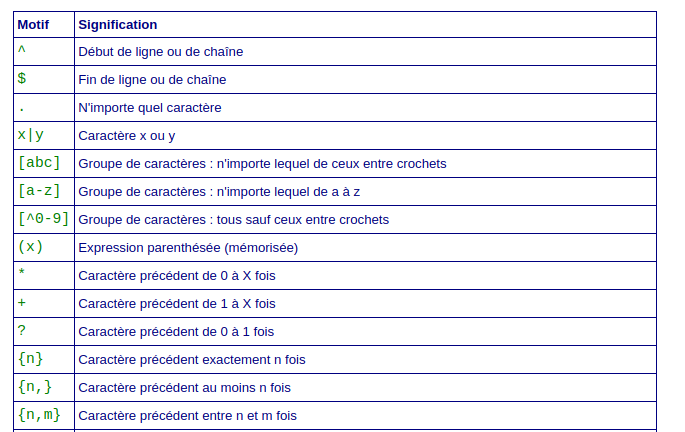 Motif Signification
^ Début de ligne ou de chaîne
$ Fin de ligne ou de chaîne
. N'importe quel caractère
x|y Caractère x ou y
[abc] Groupe de caractères : n'importe lequel de ceux entre crochets
[a-z] Groupe de caractères : n'importe lequel de a à z
[^0-9] Groupe de caractères : tous sauf ceux entre crochets
(x) Expression parenthésée (mémorisée)
* Caractère précédent de 0 à X fois
+ Caractère précédent de 1 à X fois
? Caractère précédent de 0 à 1 fois
{n} Caractère précédent exactement n fois
{n,} Caractère précédent au moins n fois
{n,m} Caractère précédent entre n et m fois